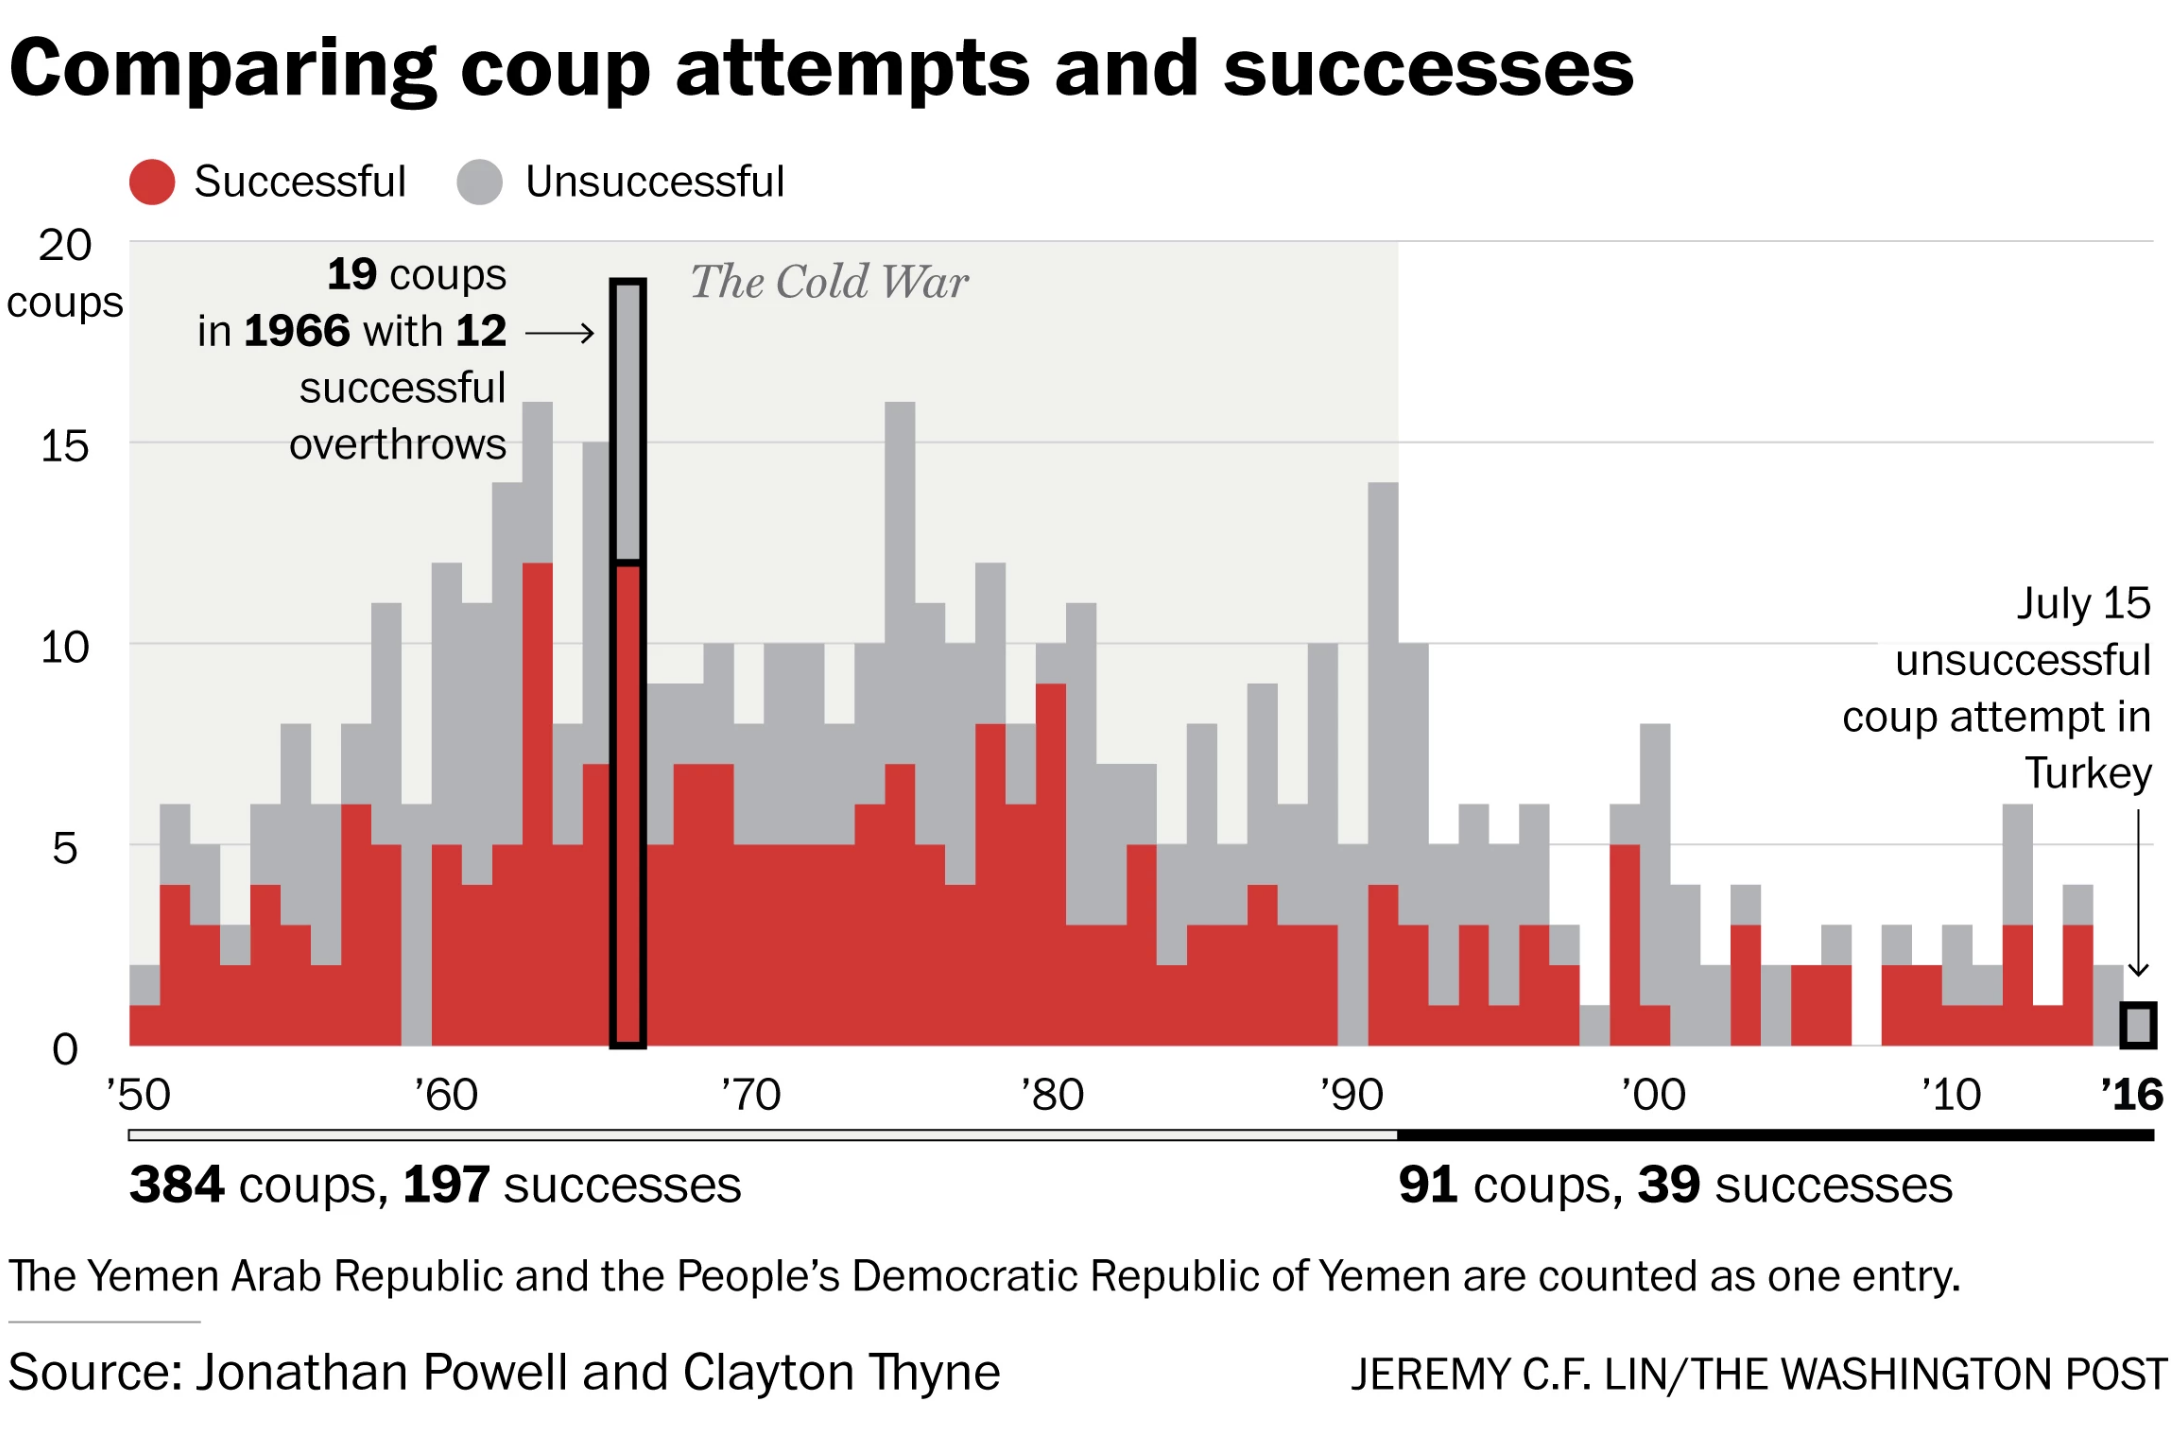 Comparing coup attempts and successes
Successful
Unsuccessful
20
coups
15
10
5
0
19 coups
in 1966 with 12
successful
overthrows
The Cold War
July 15
unsuccessful
coup attempt in
Turkey
’50
’60
’70
’80
’90
’00
’10
’16
384 coups, 197 successes
91 coups, 39 successes
The Yemen Arab Republic and the People’s Democratic Republic of Yemen are counted as one entry.
Source: Jonathan Powell and Clayton Thyne
JEREMY C.F. LIN/THE WASHINGTON POST